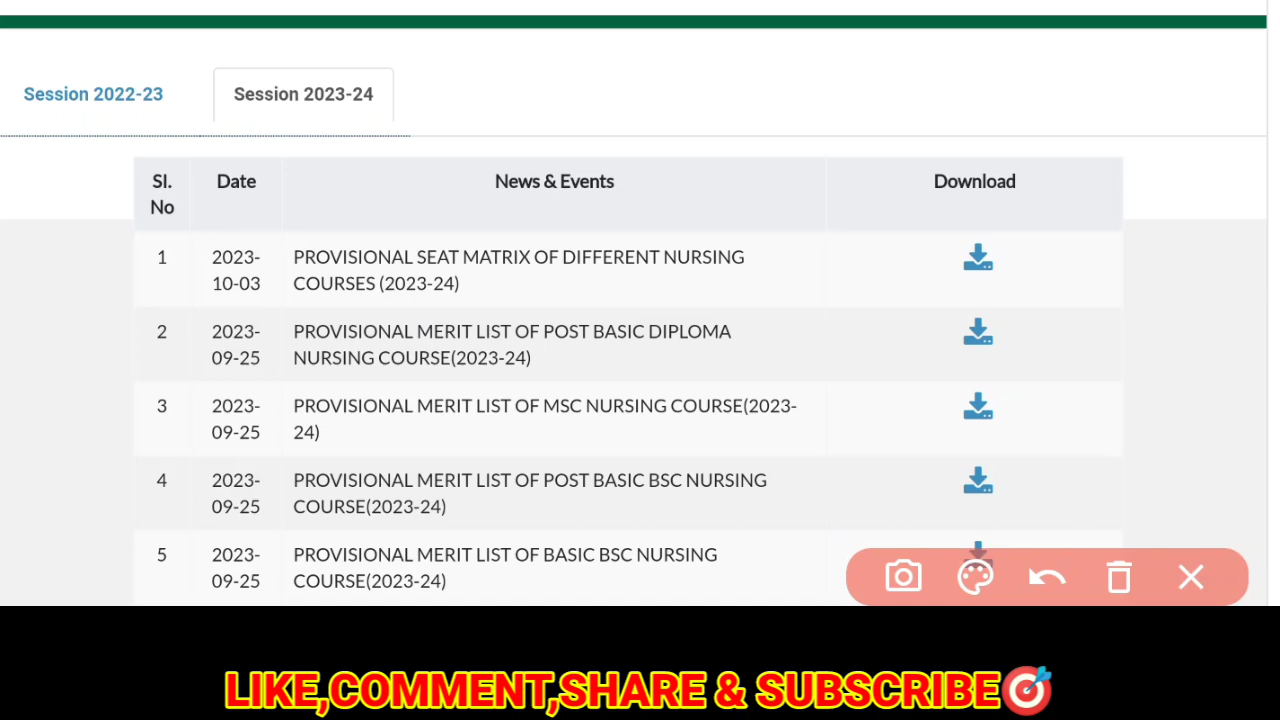 Session 2022-23
Session 2023-24
Sl.
No
Date
News & Events
Download
1
2023-
10-03
PROVISIONAL SEAT MATRIX OF DIFFERENT NURSING
COURSES (2023-24)
2
2023-
09-25
PROVISIONAL MERIT LIST OF POST BASIC DIPLOMA
NURSING COURSE(2023-24)
3
2023-
09-25
PROVISIONAL MERIT LIST OF MSC NURSING COURSE(2023-
24)
4
2023-
09-25
PROVISIONAL MERIT LIST OF POST BASIC BSC NURSING
COURSE(2023-24)
5
2023-
09-25
PROVISIONAL MERIT LIST OF BASIC BSC NURSING
COURSE(2023-24)
LIKE,COMMENT,SHARE & SUBSCRIBE🎯